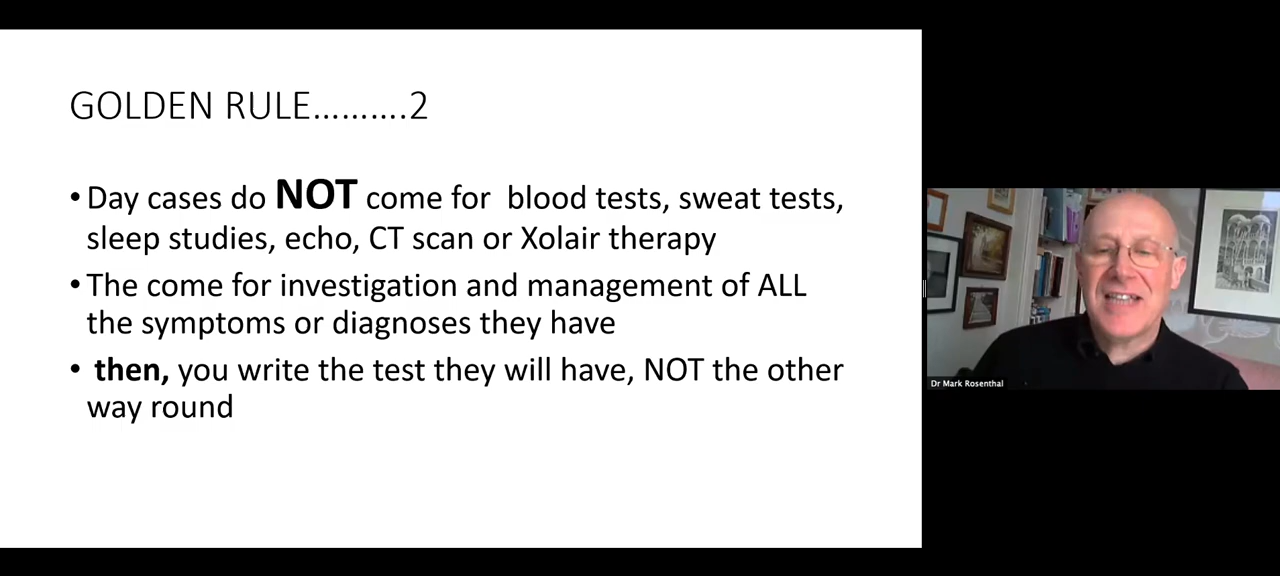 GOLDEN RULE..........2
• Day cases do NOT come for blood tests, sweat tests,
sleep studies, echo, CT scan or Xolair therapy
• The come for investigation and management of ALL
the symptoms or diagnoses they have
• then, you write the test they will have, NOT the other
way round
Dr Mark Rosenthal